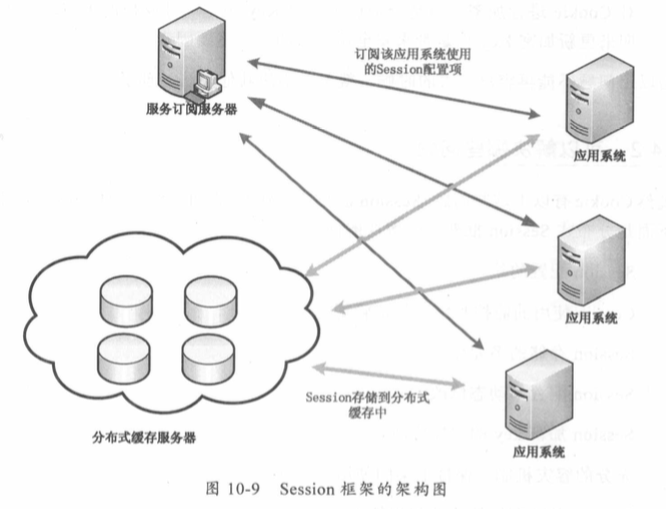 订阅该应用系统使用
的Session配置项
服务订阅服务器
应用系统
应用系统
Session存储到分布式
缓存中
分布式缓存服务器
应用系统
图 10-9 Session 框架的架构图